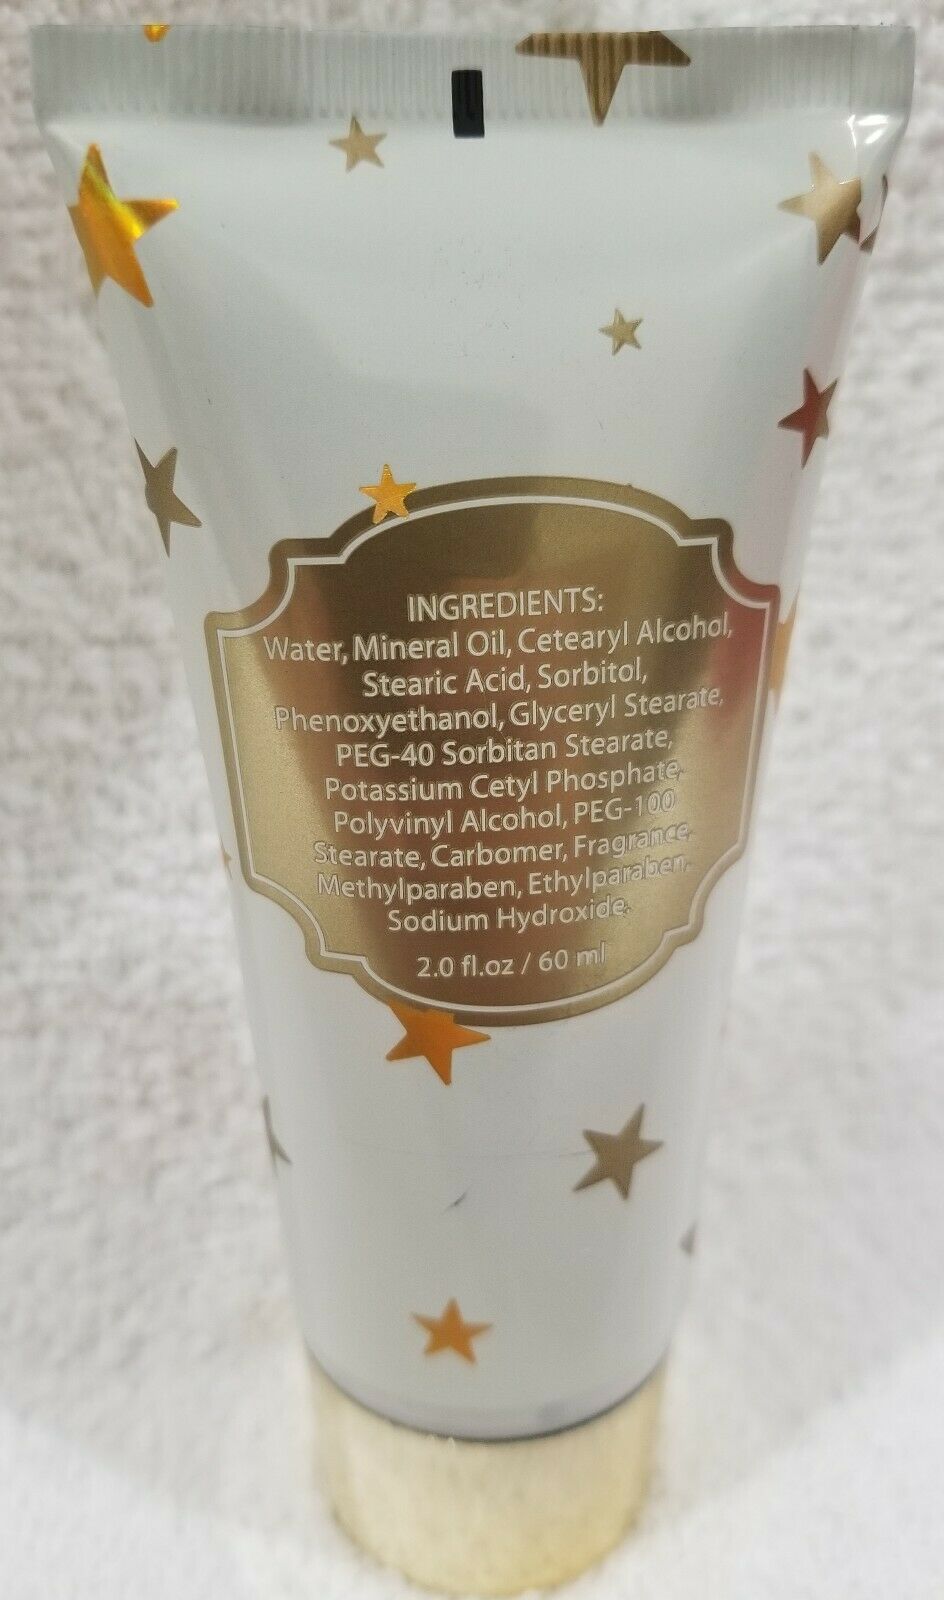 INGREDIENTS:
Water, Mineral Oil, Cetearyl Alcohol,
Stearic Acid, Sorbitol,
Phenoxyethanol, Glyceryl Stearate,
PEG-40 Sorbitan Stearate,
Potassium Cetyl Phosphate,
Polyvinyl Alcohol, PEG-100
Stearate, Carbomer, Fragrance,
Methylparaben, Ethylparaben,
Sodium Hydroxide.
2.0 fl.oz / 60 ml